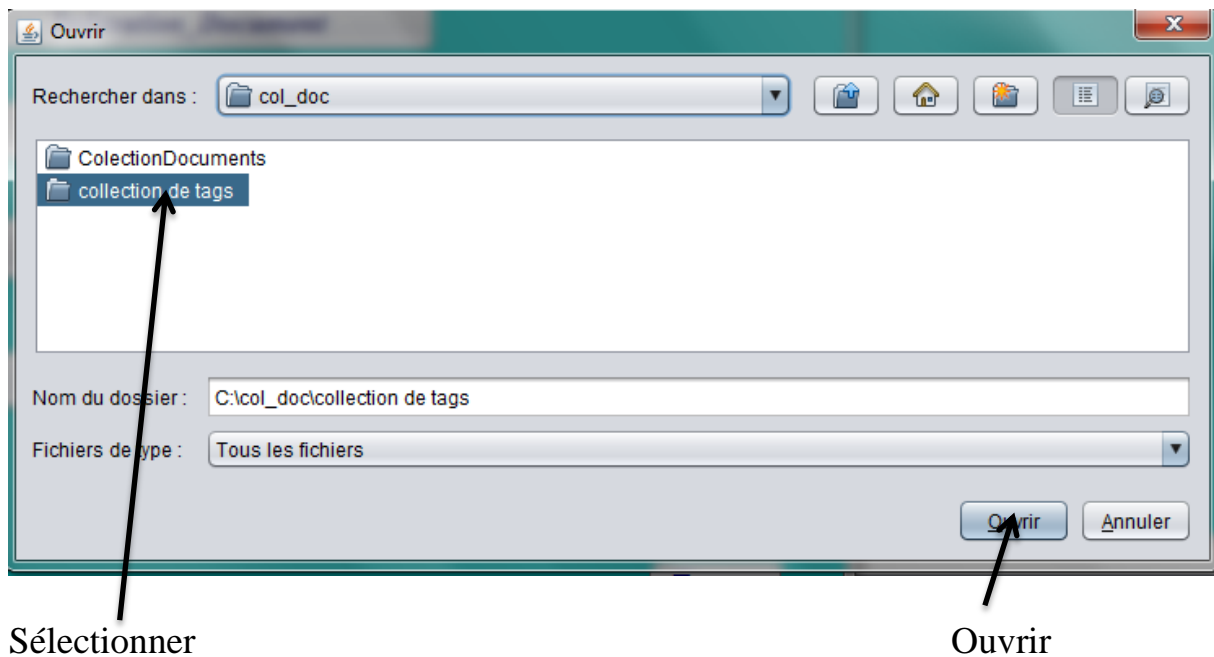 Ouvrir
Rechercher dans : col_doc
ColectionDocuments
collection de tags
Nom du dossier : C:\col_doc\collection de tags
Fichiers de type : Tous les fichiers
Ouvrir Annuler
Sélectionner Ouvrir